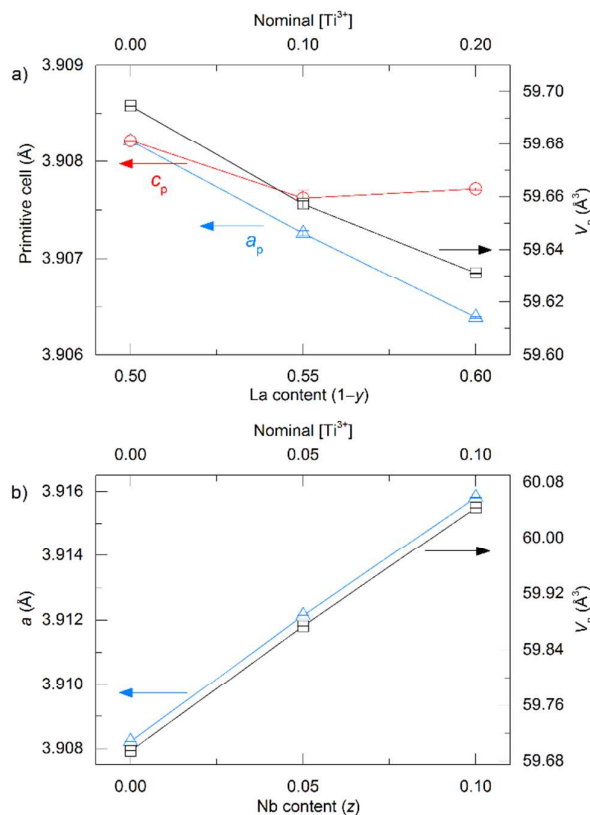 Nominal [Ti³⁺]
0.00 0.10 0.20
a)
3.909
3.908
3.907
3.906
Primitive cell (Å)
cₚ
aₚ
59.70
59.68
59.66
59.64
59.62
59.60
Vₚ (Å³)
0.50 0.55 0.60
La content (1–y)
Nominal [Ti³⁺]
0.00 0.05 0.10
b)
3.916
3.914
3.912
3.910
3.908
a (Å)
60.08
60.00
59.92
59.84
59.76
59.68
Vₚ (Å³)
0.00 0.05 0.10
Nb content (z)